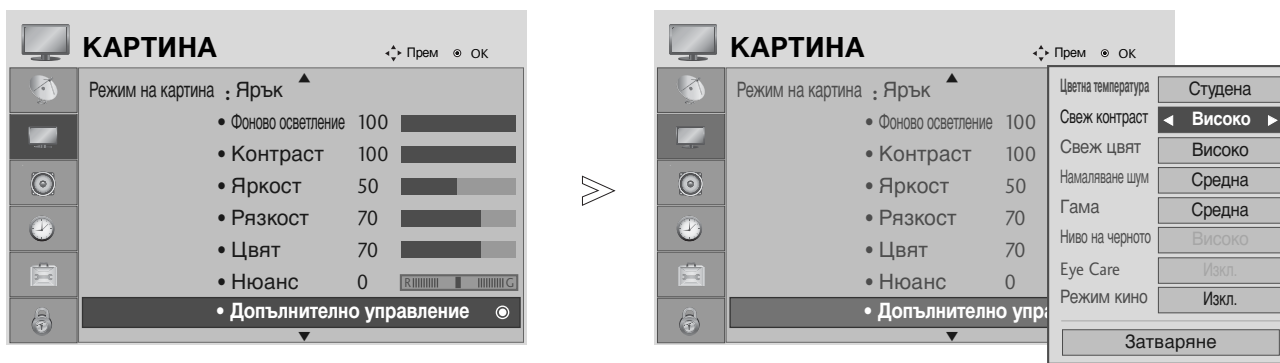 КАРТИНА
Прем OK
Режим на картина : Ярък
• Фоново осветление 100
• Контраст 100
• Яркост 50
• Рязкост 70
• Цвят 70
• Нюанс 0 R G
• Допълнително управление
КАРТИНА
Прем OK
Режим на картина : Ярък
• Фоново осветление 100
• Контраст 100
• Яркост 50
• Рязкост 70
• Цвят 70
• Нюанс 0
• Допълнително упра
Цветна температура Студена
Свеж контраст Високо
Свеж цвят Високо
Намаляване шум Средна
Гама Средна
Ниво на черното Високо
Eye Care Изкл.
Режим кино Изкл.
Затваряне